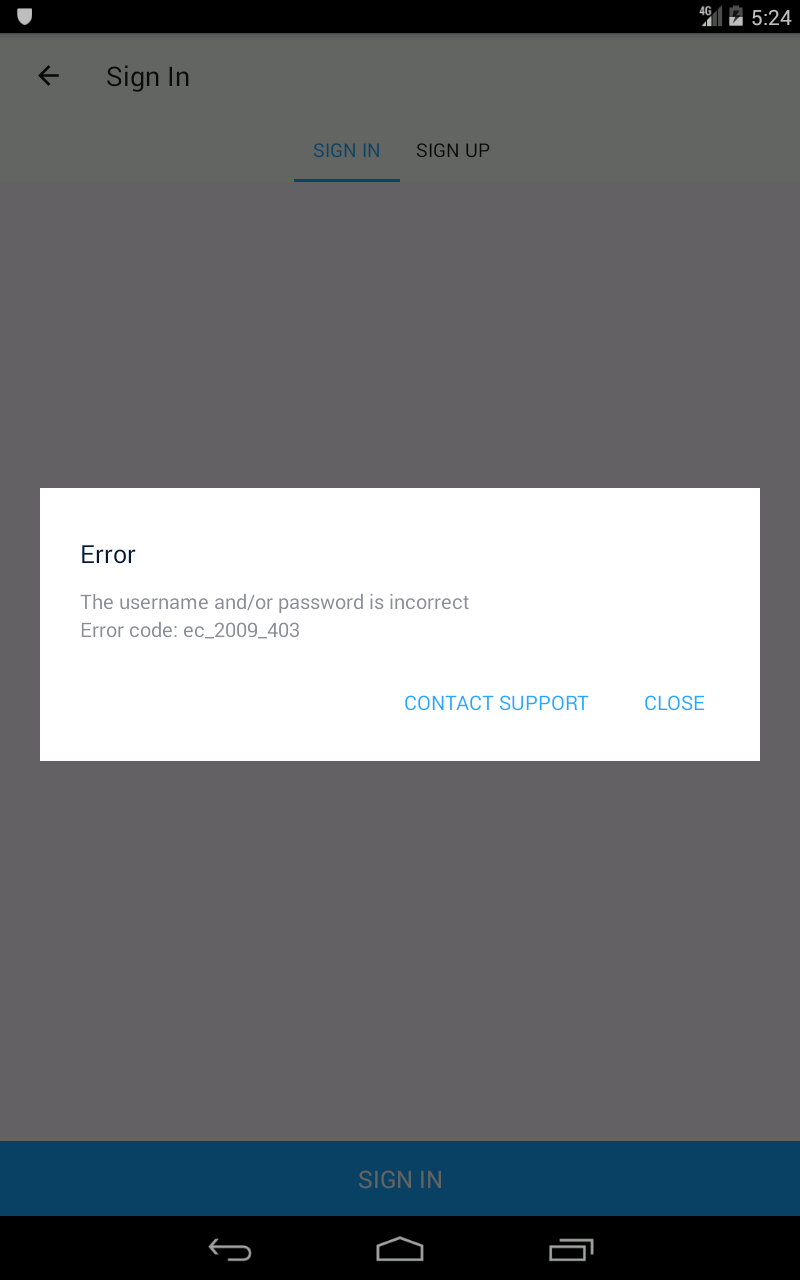 4G 5:24
Sign In
SIGN IN SIGN UP
Error
The username and/or password is incorrect
Error code: ec_2009_403
CONTACT SUPPORT CLOSE
SIGN IN